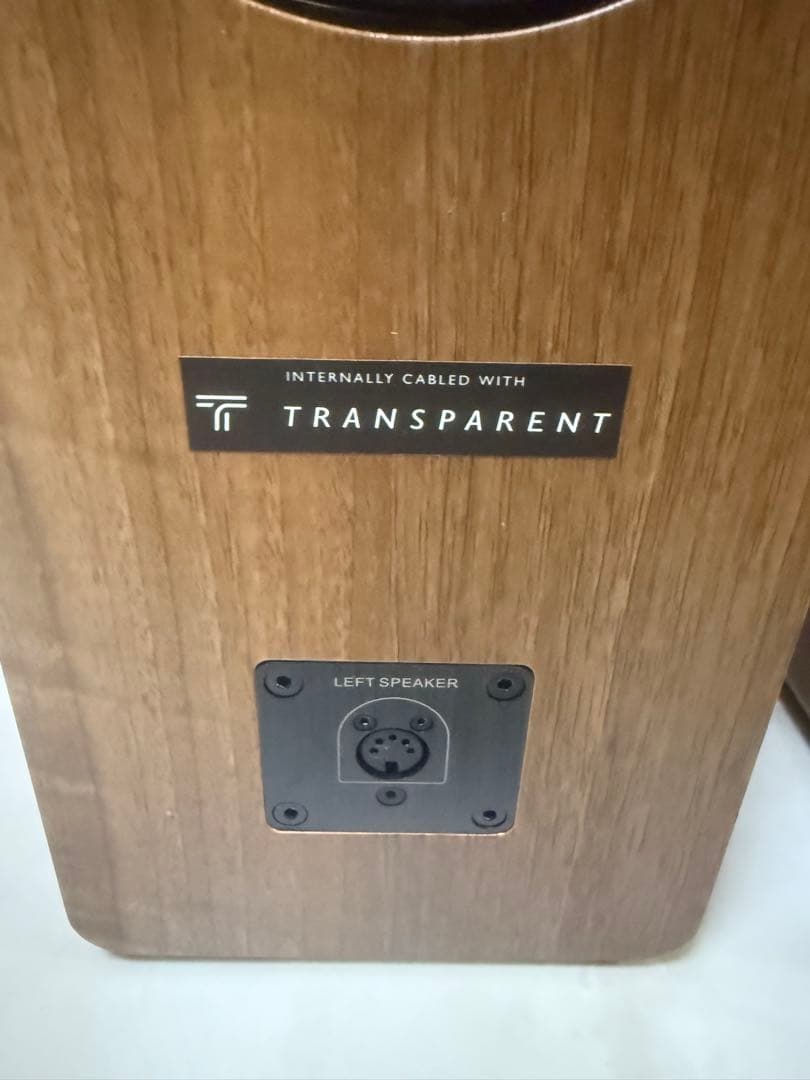 INTERNALLY CABLED WITH
TRANSPARENT
LEFT SPEAKER